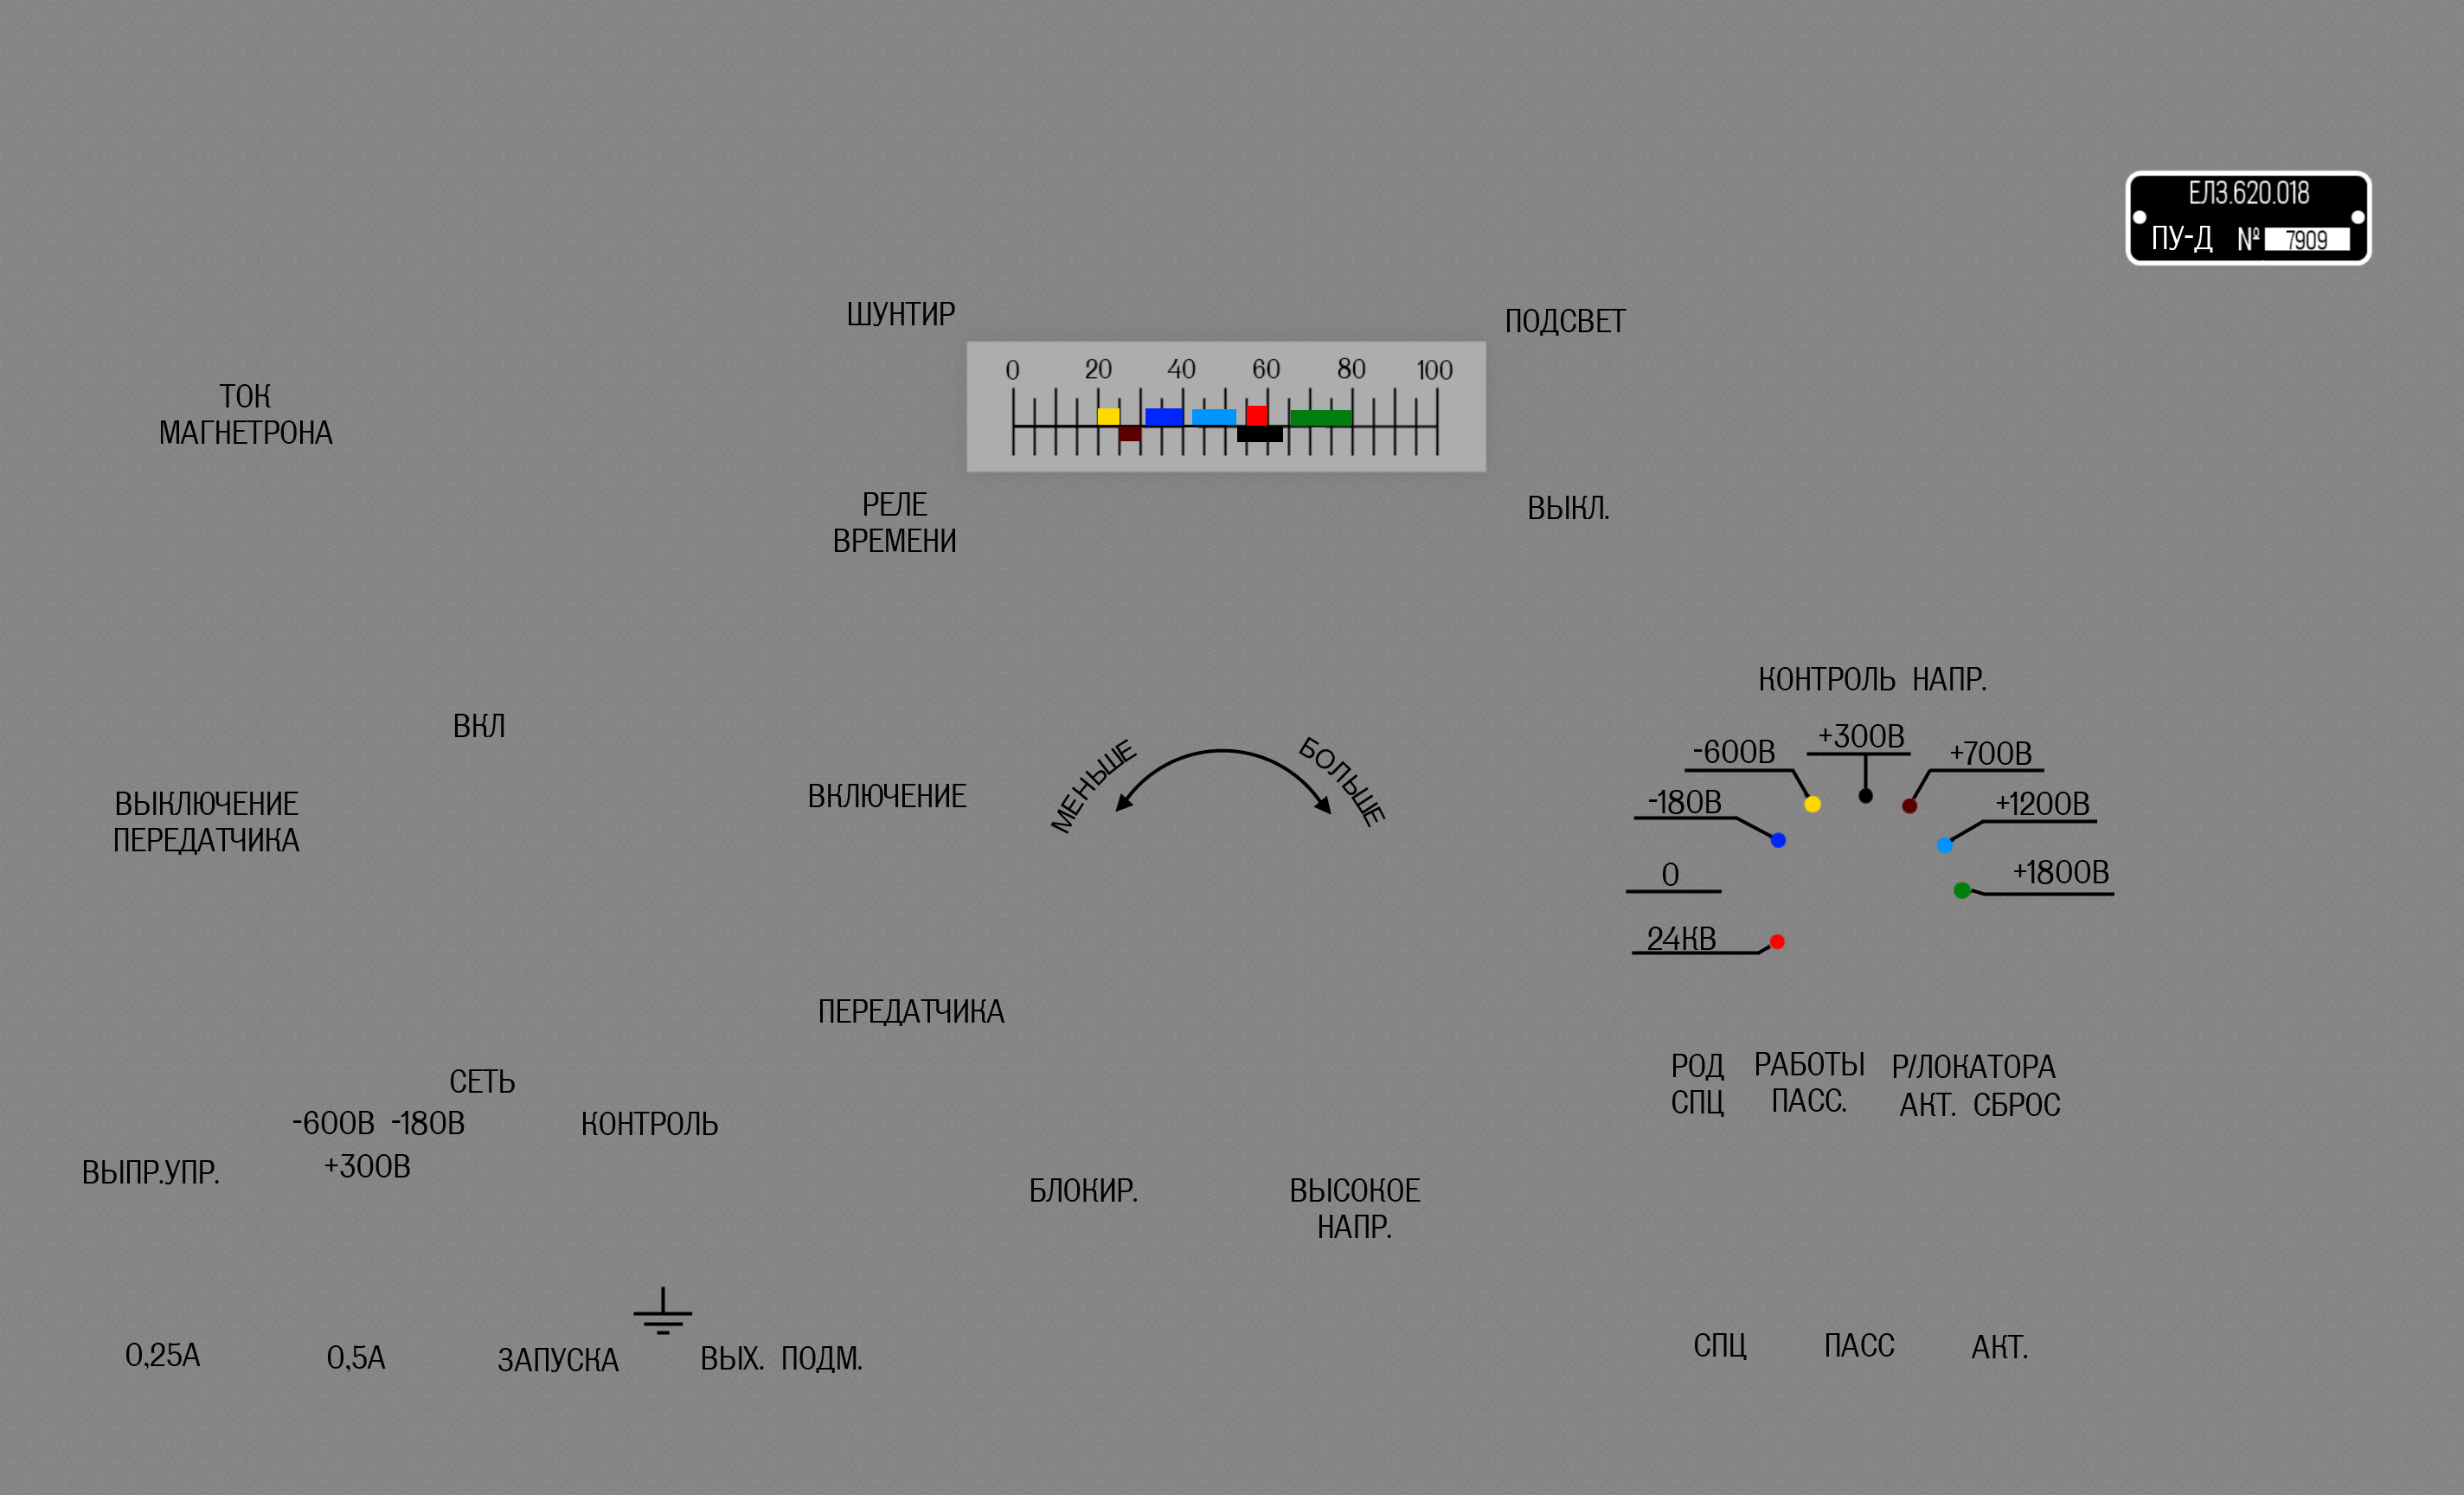 ЕЛ3.620.018
ПУ-Д № 7909
ШУНТИР
ПОДСВЕТ
0 20 40 60 80 100
ТОК
МАГНЕТРОНА
РЕЛЕ
ВРЕМЕНИ
ВЫКЛ.
КОНТРОЛЬ НАПР.
-600В
+300В
+700В
-180В
+1200В
0
+1800В
24КВ
ВКЛ
ВЫКЛЮЧЕНИЕ
ПЕРЕДАТЧИКА
ВКЛЮЧЕНИЕ
МЕНЬШЕ
БОЛЬШЕ
ПЕРЕДАТЧИКА
РОД РАБОТЫ Р/ЛОКАТОРА
СПЦ ПАСС. АКТ. СБРОС
СЕТЬ
-600В -180В
КОНТРОЛЬ
ВЫПР.УПР.
+300В
БЛОКИР.
ВЫСОКОЕ
НАПР.
0,25А
0,5А
ЗАПУСКА
ВЫХ. ПОДМ.
СПЦ
ПАСС
АКТ.